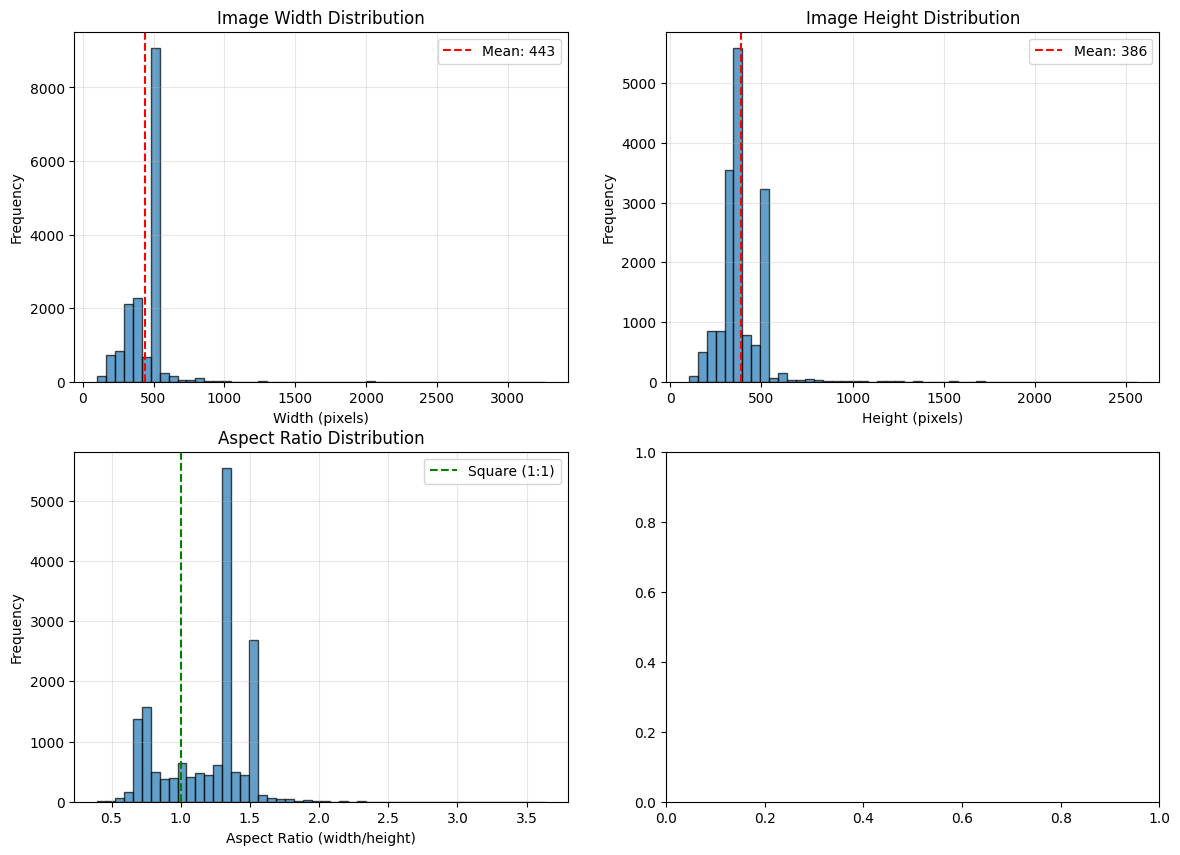 Image Width Distribution
Mean: 443
8000
6000
4000
2000
0
Frequency
0 500 1000 1500 2000 2500 3000
Width (pixels)
Image Height Distribution
Mean: 386
5000
4000
3000
2000
1000
0
Frequency
0 500 1000 1500 2000 2500
Height (pixels)
Aspect Ratio Distribution
Square (1:1)
5000
4000
3000
2000
1000
0
Frequency
0.5 1.0 1.5 2.0 2.5 3.0 3.5
Aspect Ratio (width/height)
1.0
0.8
0.6
0.4
0.2
0.0
0.0 0.2 0.4 0.6 0.8 1.0